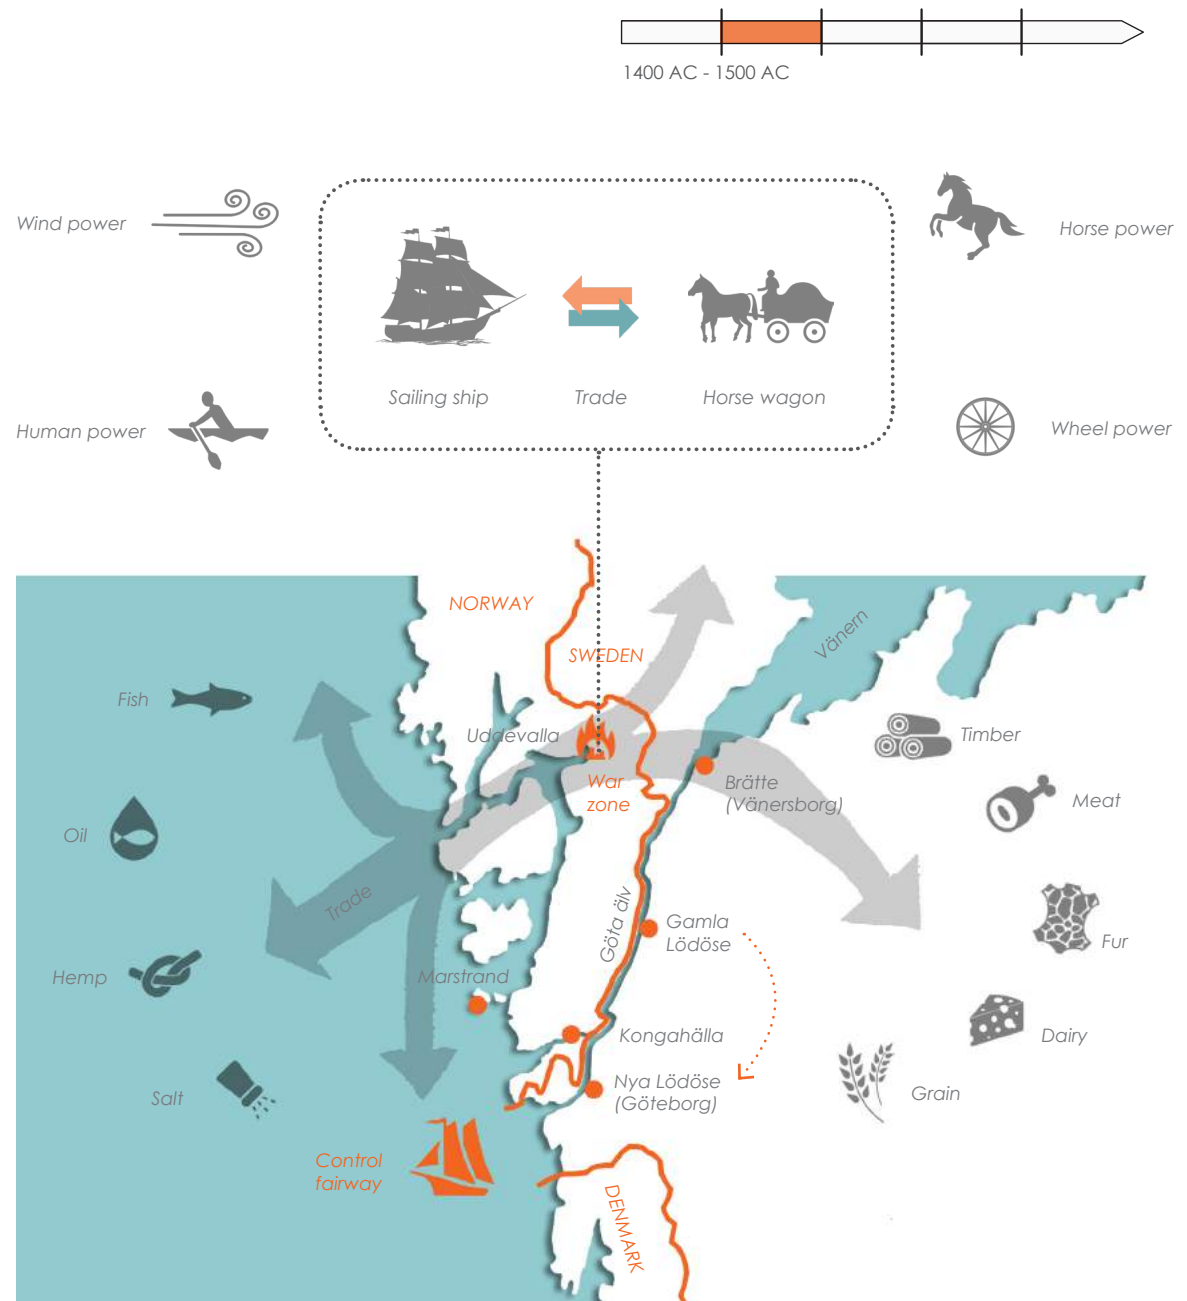 1400 AC - 1500 AC
Wind power
Horse power
Sailing ship
Trade
Horse wagon
Human power
Wheel power
NORWAY
SWEDEN
Vänern
Fish
Uddevalla
Timber
War
zone
Brätte
(Vänersborg)
Meat
Oil
Trade
Göta älv
Gamla
Lödöse
Fur
Hemp
Marstrand
Kongahälla
Dairy
Nya Lödöse
(Göteborg)
Salt
Grain
Control
fairway
DENMARK